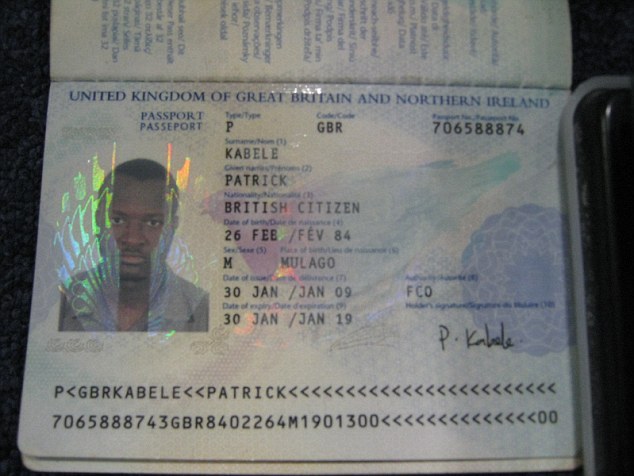 UNITED KINGDOM OF GREAT BRITAIN AND NORTHERN IRELAND
PASSPORT
PASSEPORT
Type/Type Code/Code Passport No./Passeport No.
P GBR 706588874
Surname/Nom (1)
KABELE
Given names/Prénoms (2)
PATRICK
Nationality/Nationalité (3)
BRITISH CITIZEN
Date of birth/Date de naissance (4)
26 FEB /FÉV 84
Sex/Sexe (5) Place of birth/Lieu de naissance (6)
M MULAGO
Date of issue/Date de délivrance (7) Authority/Autorité (8)
30 JAN /JAN 09 FCO
Date of expiry/Date d'expiration (9) Holder's signature/Signature du titulaire (10)
30 JAN /JAN 19
P. Kabele
P<GBRKABELE<<PATRICK<<<<<<<<<<<<<<<<<<<<<<<<
7065888743GBR8402264M1901300<<<<<<<<<<<<<<00